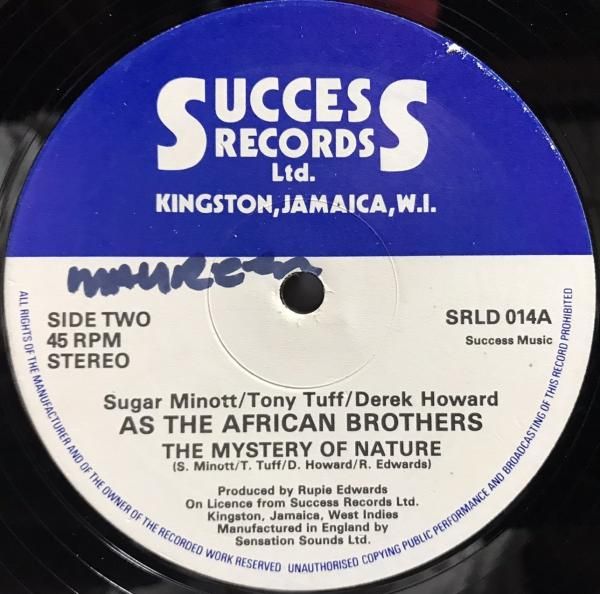 SUCCESS
RECORDS
Ltd.
KINGSTON, JAMAICA, W.I.
MAUREEN
SIDE TWO
45 RPM
STEREO
SRLD 014A
Success Music
Sugar Minott/Tony Tuff/Derek Howard
AS THE AFRICAN BROTHERS
THE MYSTERY OF NATURE
(S. Minott/T. Tuff/D. Howard/R. Edwards)
Produced by Rupie Edwards
On Licence from Success Records Ltd.
Kingston, Jamaica, West Indies
Manufactured in England by
Sensation Sounds Ltd.
ALL RIGHTS OF THE MANUFACTURER AND OF THE OWNER OF THE RECORDED WORK RESERVED UNAUTHORISED COPYING PUBLIC PERFORMANCE AND BROADCASTING OF THIS RECORD PROHIBITED